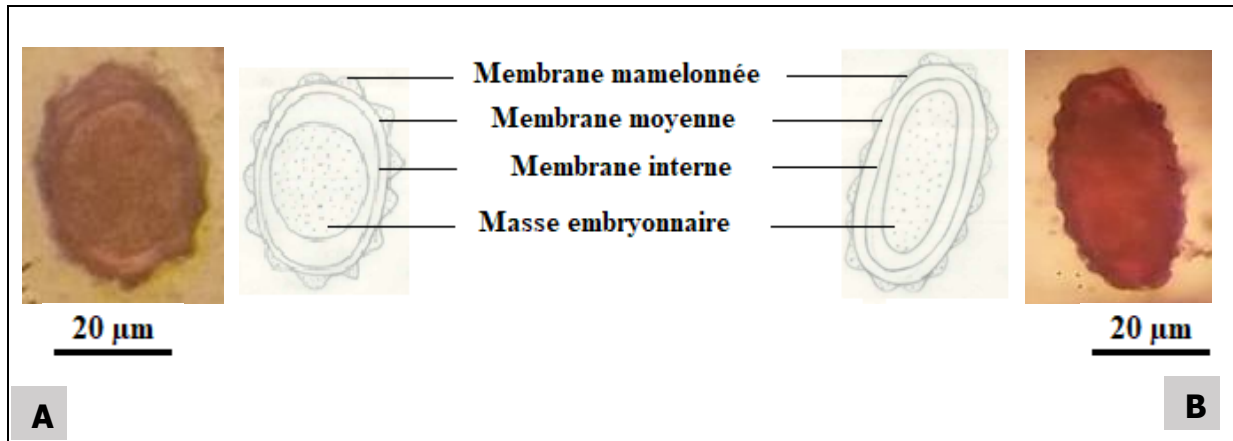 Membrane mamelonnée
Membrane moyenne
Membrane interne
Masse embryonnaire
20 µm
20 µm
A
B